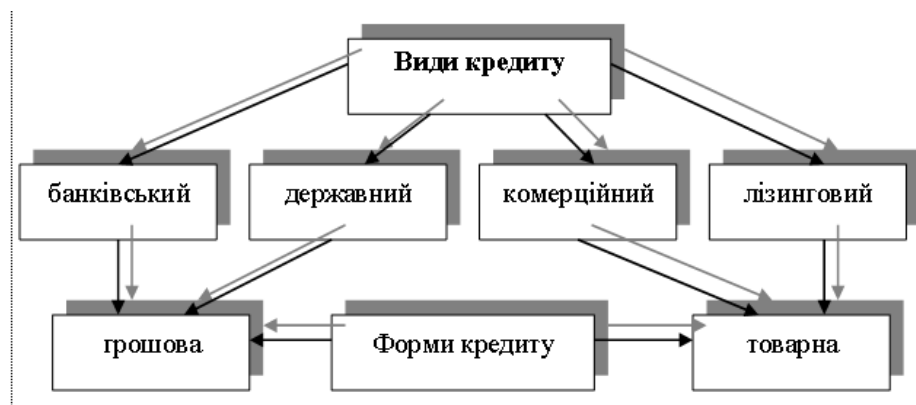 Види кредиту
банківський
державний
комерційний
лізинговий
грошова
Форми кредиту
товарна